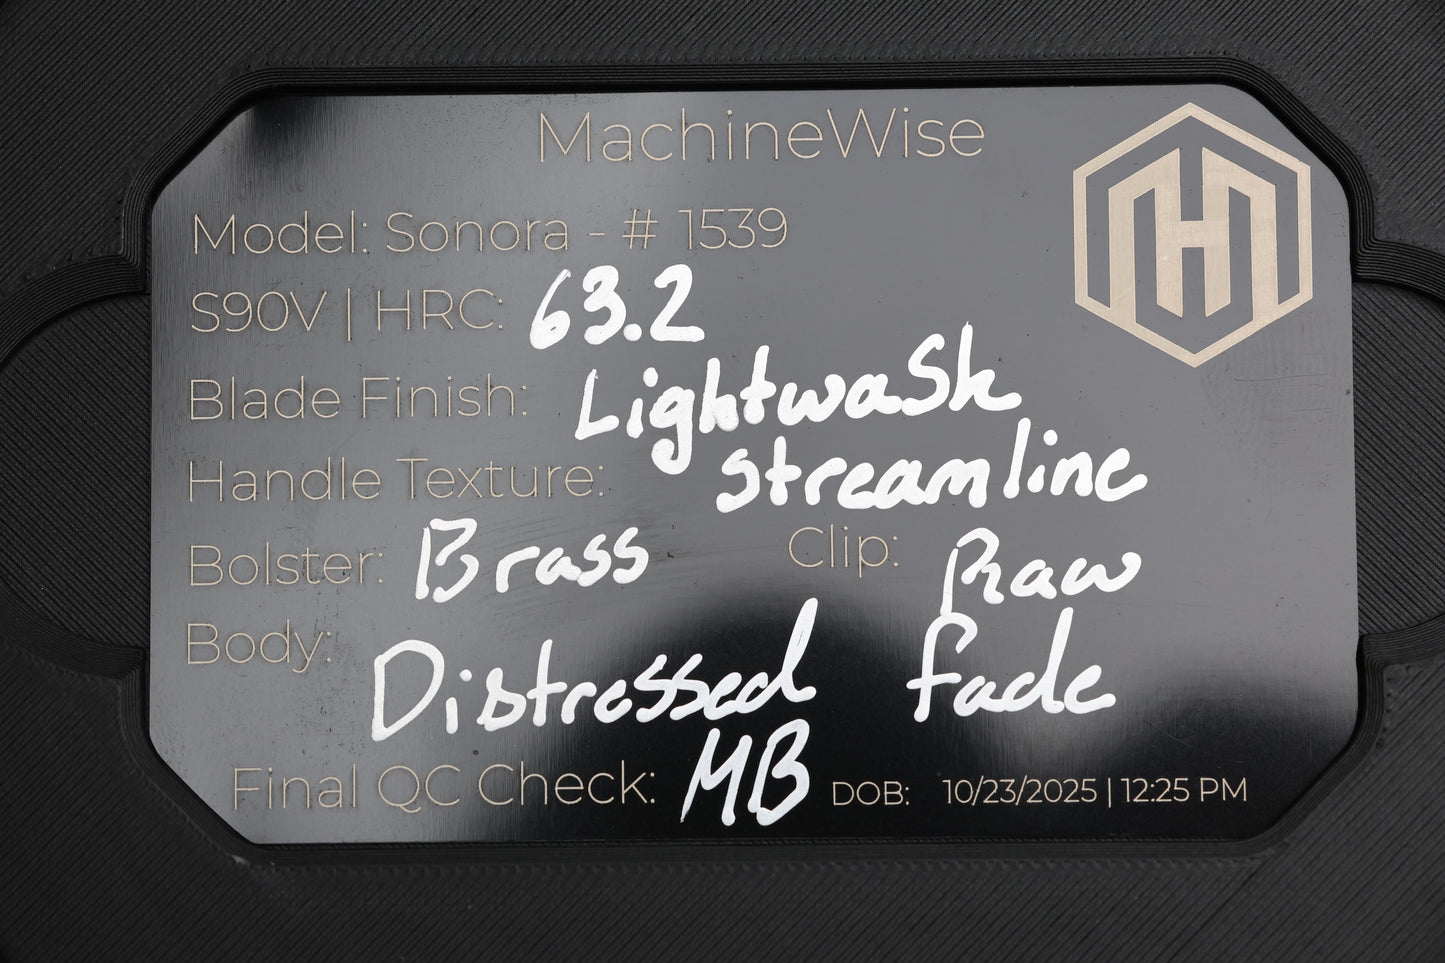 MachineWise
Model: Sonora - # 1539
S90V | HRC: 63.2
Blade Finish: Lightwash
Handle Texture: streamline
Bolster: Brass Clip: Raw
Body: Distressed fade
Final QC Check: MB DOB: 10/23/2025 | 12:25 PM